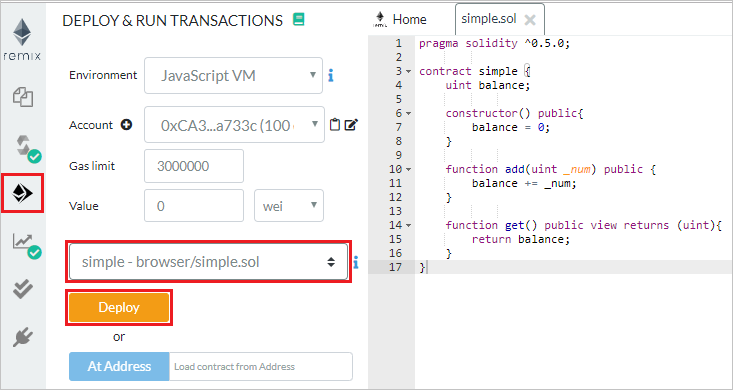 remix
DEPLOY & RUN TRANSACTIONS
Environment
JavaScript VM
i
Account
0xCA3...a733c (100
Gas limit
3000000
Value
0
wei
simple - browser/simple.sol
i
Deploy
or
At Address
Load contract from Address
remix
Home
simple.sol
1 pragma solidity ^0.5.0;
2
3 contract simple {
4 uint balance;
5
6 constructor() public{
7 balance = 0;
8 }
9
10 function add(uint _num) public {
11 balance += _num;
12 }
13
14 function get() public view returns (uint){
15 return balance;
16 }
17 }